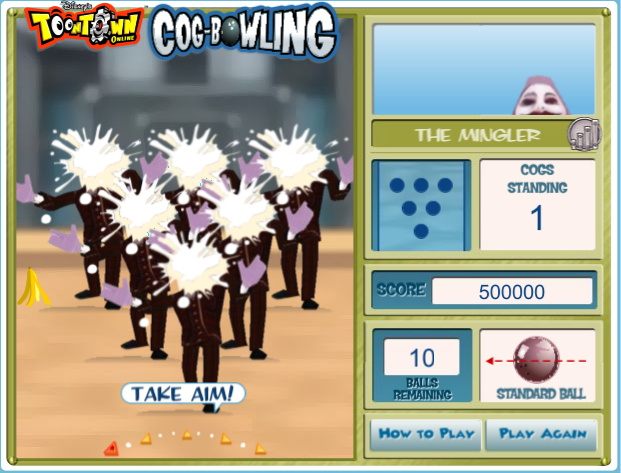 Disney's
TOONTOWN
ONLINE
COG-BOWLING
THE MINGLER
COGS
STANDING
1
SCORE 500000
10
BALLS
REMAINING
STANDARD BALL
TAKE AIM!
HOW TO PLAY
PLAY AGAIN